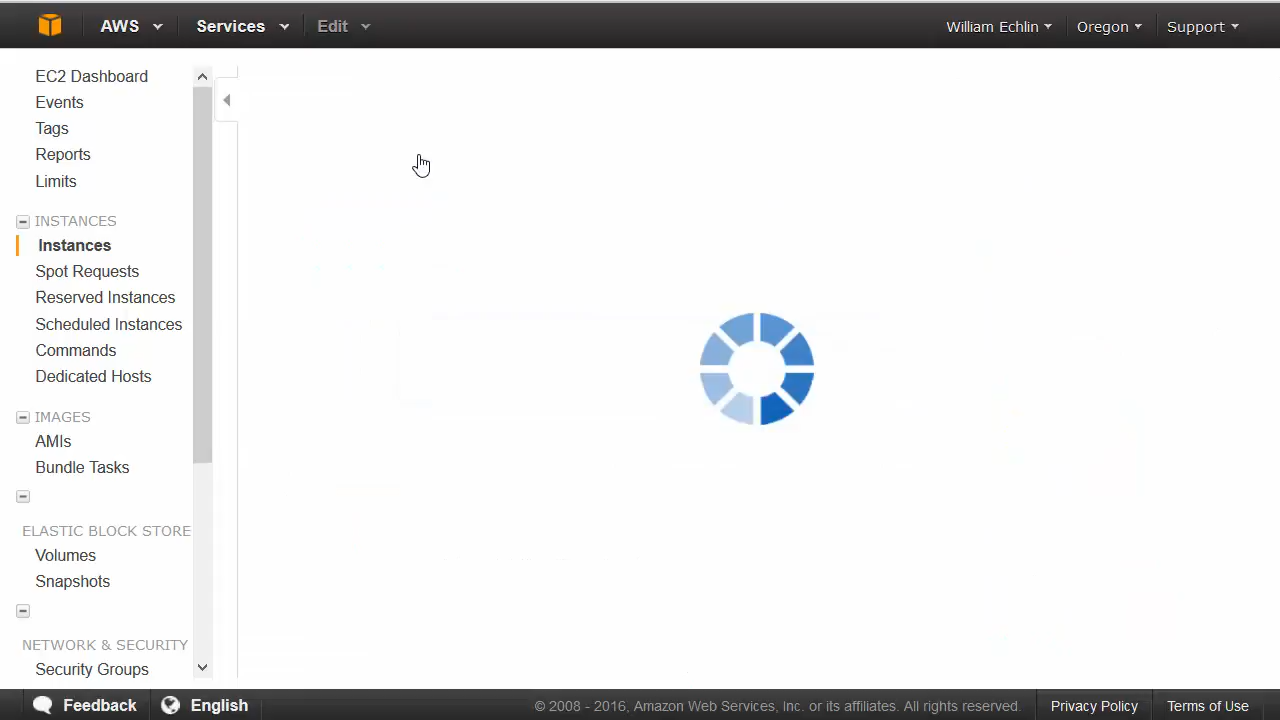 AWS Services Edit William Echlin Oregon Support
EC2 Dashboard
Events
Tags
Reports
Limits
INSTANCES
Instances
Spot Requests
Reserved Instances
Scheduled Instances
Commands
Dedicated Hosts
IMAGES
AMIs
Bundle Tasks
ELASTIC BLOCK STORE
Volumes
Snapshots
NETWORK & SECURITY
Security Groups
Feedback English © 2008 - 2016, Amazon Web Services, Inc. or its affiliates. All rights reserved. Privacy Policy Terms of Use